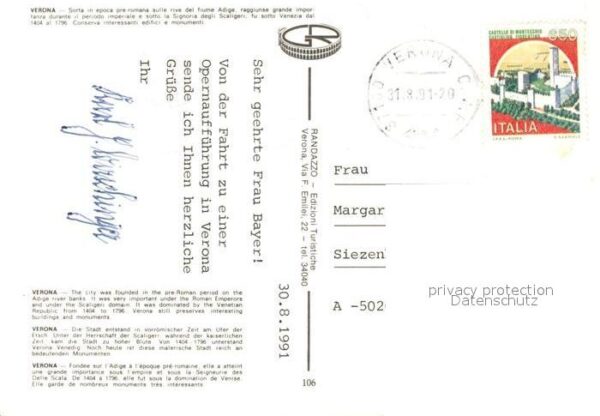 VERONA - Sorta in epoca pre-romana sulle rive del fiume Adige, raggiunse grande importanza durante il periodo imperiale e sotto la Signoria degli Scaligeri, fu sotto Venezia dal 1404 al 1796. Conserva interessanti edifici e monumenti.
Sehr geehrte Frau Bayer!
Von der Fahrt zu einer
Opernaufführung in Verona
sende ich Ihnen herzliche
Grüße
Ihr
30.8.1991
VERONA - The city was founded in the pre-Roman period on the
Adige river banks. It was very important under the Roman Emperors
and under the Scaligeri domain. It was dominated by the Venetian
Republic from 1404 to 1796. Verona still preserves interesting
buildings and monuments.
VERONA - Die Stadt entstand in vorrömischer Zeit am Ufer der
Etsch. Unter der Herrschaft der Scaligeri während der kaiserlichen
Zeit, kam die Stadt zu hoher Blüte. Von 1404 - 1796 unterstand
Verona Venedig. Noch heute ist diese malerische Stadt reich an
bedeutenden Monumenten.
VERONA - Fondée sur l'Adige à l'époque pré-romaine, elle a atteint
une grande importance sous l'empire et sous la Seigneurie des
Della Scala. De 1404 à 1796, elle fut sous la domination de Venise.
Elle garde de nombreux monuments très intéressants.
GR
RANDAZZO - Edizioni Turistiche
Verona, Via F. Emilei, 22 - tel. 34040
106
VERONA C.
31.8.91-20
CASTELLO DI MONTECCHIO
CASTIGLION FIORENTINO
650
ITALIA
Frau
Margar
Siezen
A -502
privacy protection
Datenschutz